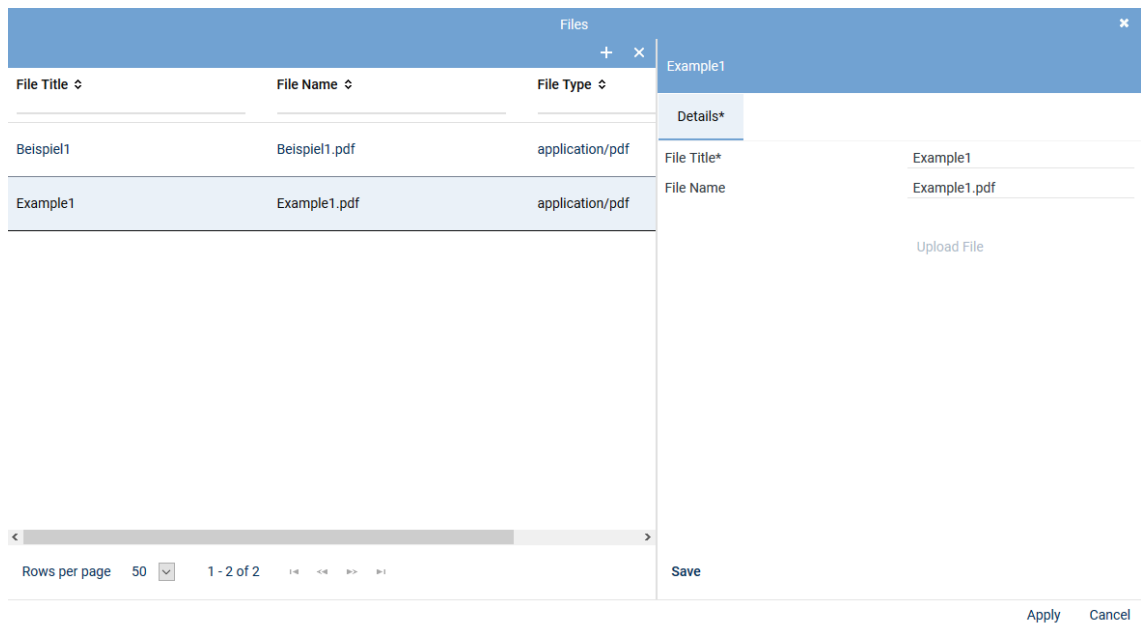 Files
Example1
File Title File Name File Type
Beispiel1 Beispiel1.pdf application/pdf
Example1 Example1.pdf application/pdf
Details*
File Title* Example1
File Name Example1.pdf
Upload File
Rows per page 50 1 - 2 of 2
Save
Apply Cancel